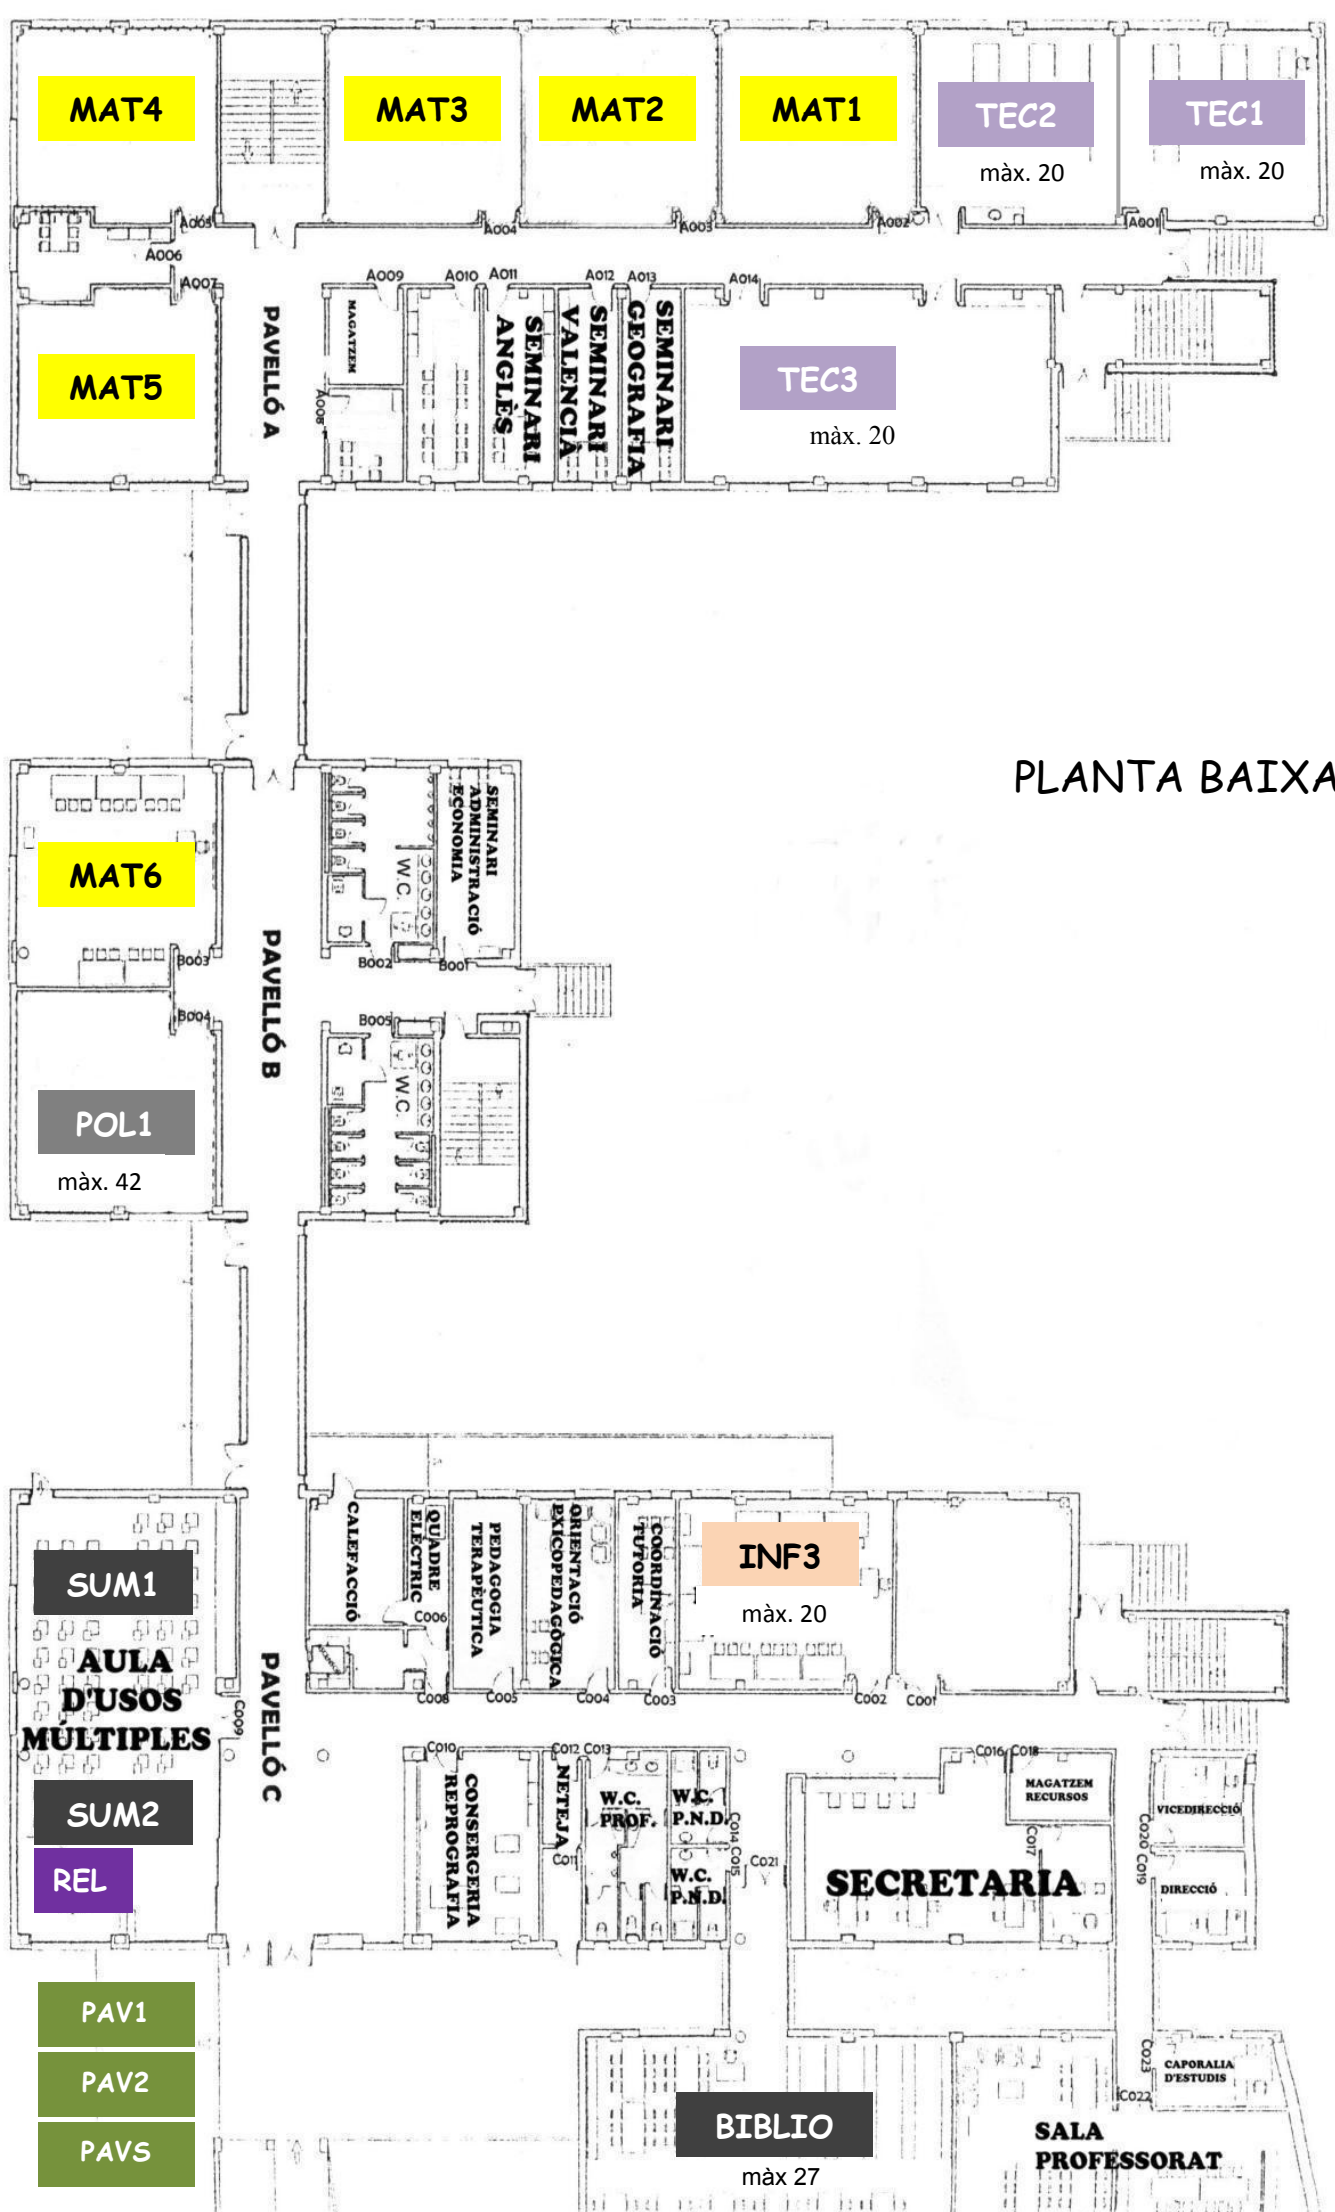 MAT4
MAT3
MAT2
MAT1
TEC2
màx. 20
TEC1
màx. 20
A005
A004
A003
A002
A001
A006
A007
A009
A010
A011
A012
A013
A014
MAT5
PAVELLÓ A
MAGATZEM
A008
SEMINARI
ANGLÈS
SEMINARI
VALENCIÀ
SEMINARI
GEOGRAFIA
TEC3
màx. 20
PLANTA BAIXA
MAT6
W.C.
SEMINARI
ADMINISTRACIÓ
ECONOMIA
B003
B002
B001
PAVELLÓ B
B004
B005
W.C.
POL1
màx. 42
SUM1
AULA
D'USOS
MÚLTIPLES
SUM2
REL
C009
PAVELLÓ C
CALEFACCIÓ
QUADRE
ELÈCTRIC
C006
PEDAGOGIA
TERAPÈUTICA
ORIENTACIÓ
PXICOPEDAGÒGICA
COORDINACIÓ
TUTORIA
INF3
màx. 20
C008
C005
C004
C003
C002
C001
C010
CONSERGERIA
REPROGRAFIA
C012
C013
NETEJA
C011
W.C.
PROF.
W.C.
P.N.D.
W.C.
P.N.D.
C014
C015
C021
C016
C018
MAGATZEM
RECURSOS
C017
SECRETARIA
VICEDIRECCIÓ
C020
C019
DIRECCIÓ
PAV1
PAV2
PAVS
BIBLIO
màx 27
C023
CAPORALIA
D'ESTUDIS
C022
SALA
PROFESSORAT